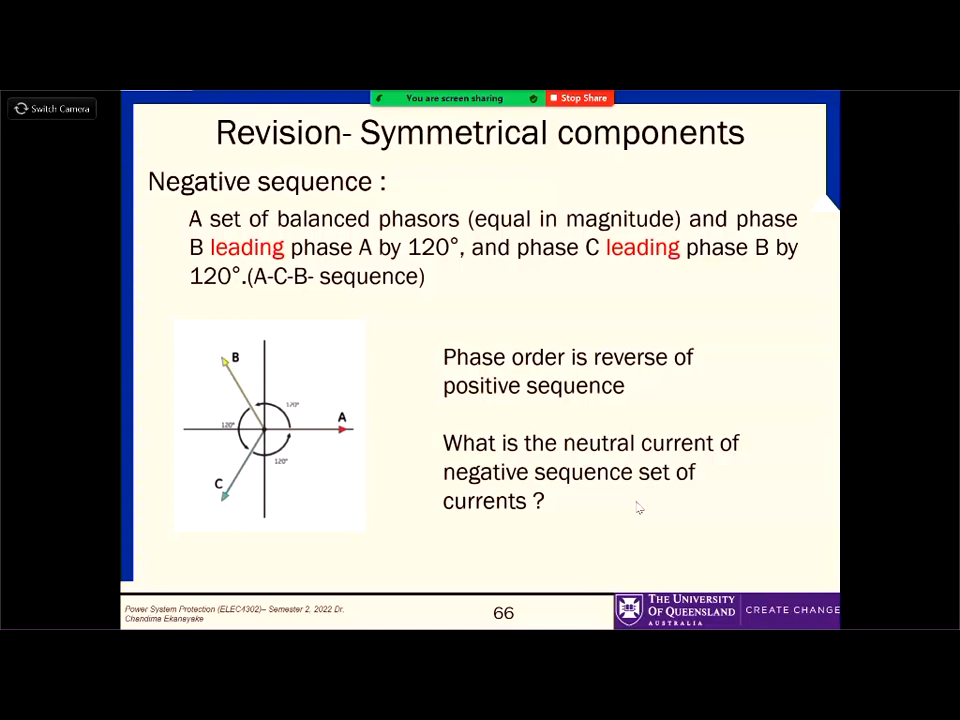 Switch Camera
You are screen sharing
Stop Share
Revision- Symmetrical components
Negative sequence :
A set of balanced phasors (equal in magnitude) and phase
B leading phase A by 120°, and phase C leading phase B by
120°.(A-C-B- sequence)
B
120°
A
120°
120°
C
Phase order is reverse of
positive sequence
What is the neutral current of
negative sequence set of
currents ?
Power System Protection (ELEC4302)– Semester 2, 2022 Dr.
Chandima Ekanayake
66
THE UNIVERSITY
OF QUEENSLAND
AUSTRALIA
CREATE CHANGE